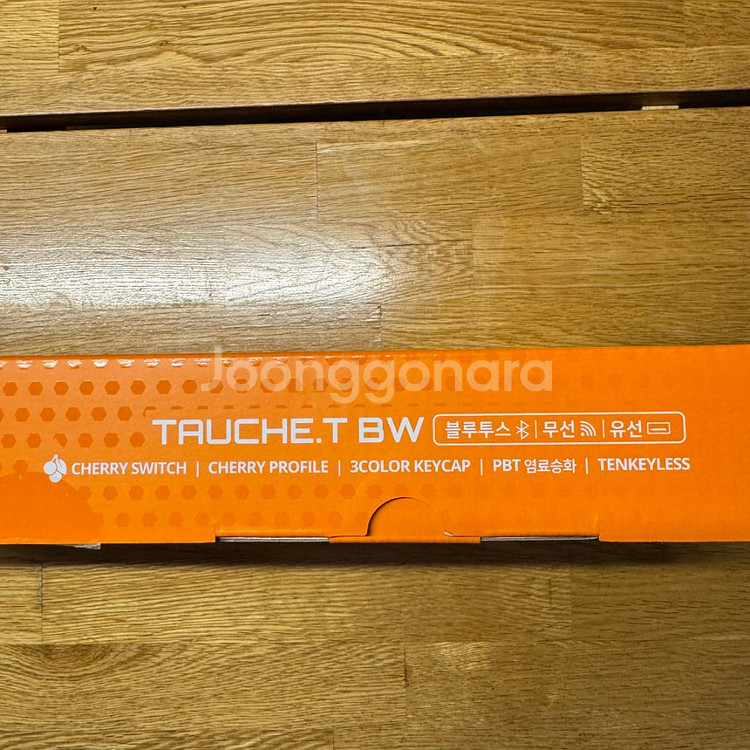 Joonggonara
TAUCHE.T BW 블루투스 | 무선 | 유선
CHERRY SWITCH | CHERRY PROFILE | 3COLOR KEYCAP | PBT 염료승화 | TENKEYLESS